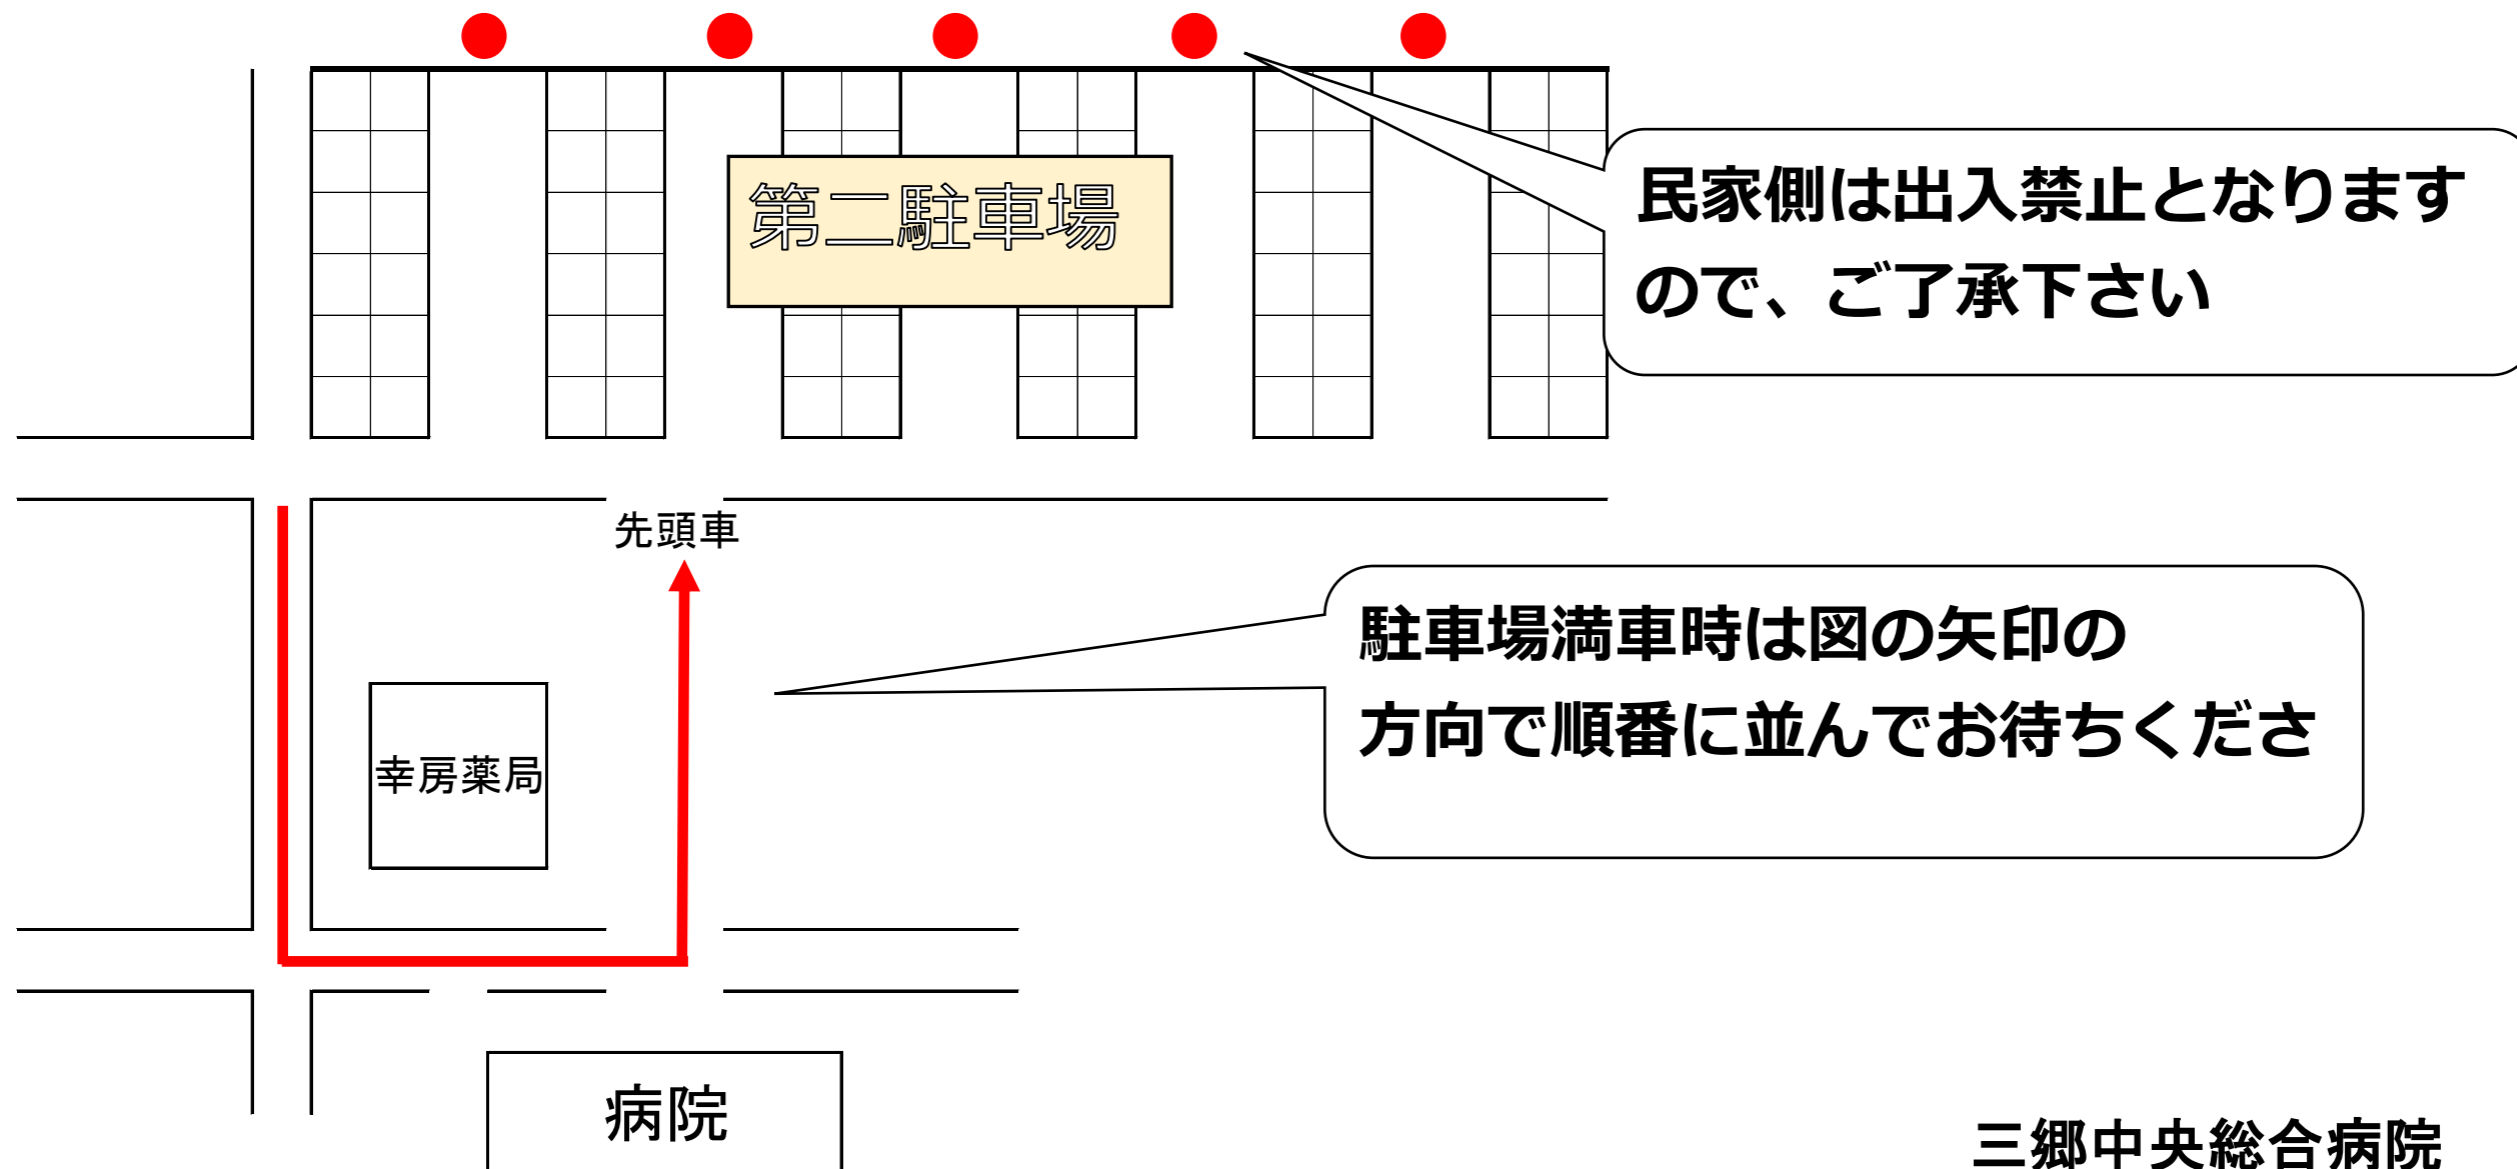 第二駐車場
民家側は出入禁止となります
ので、ご了承下さい
先頭車
駐車場満車時は図の矢印の
方向で順番に並んでお待ちくださ
幸房薬局
病院
三郷中央総合病院